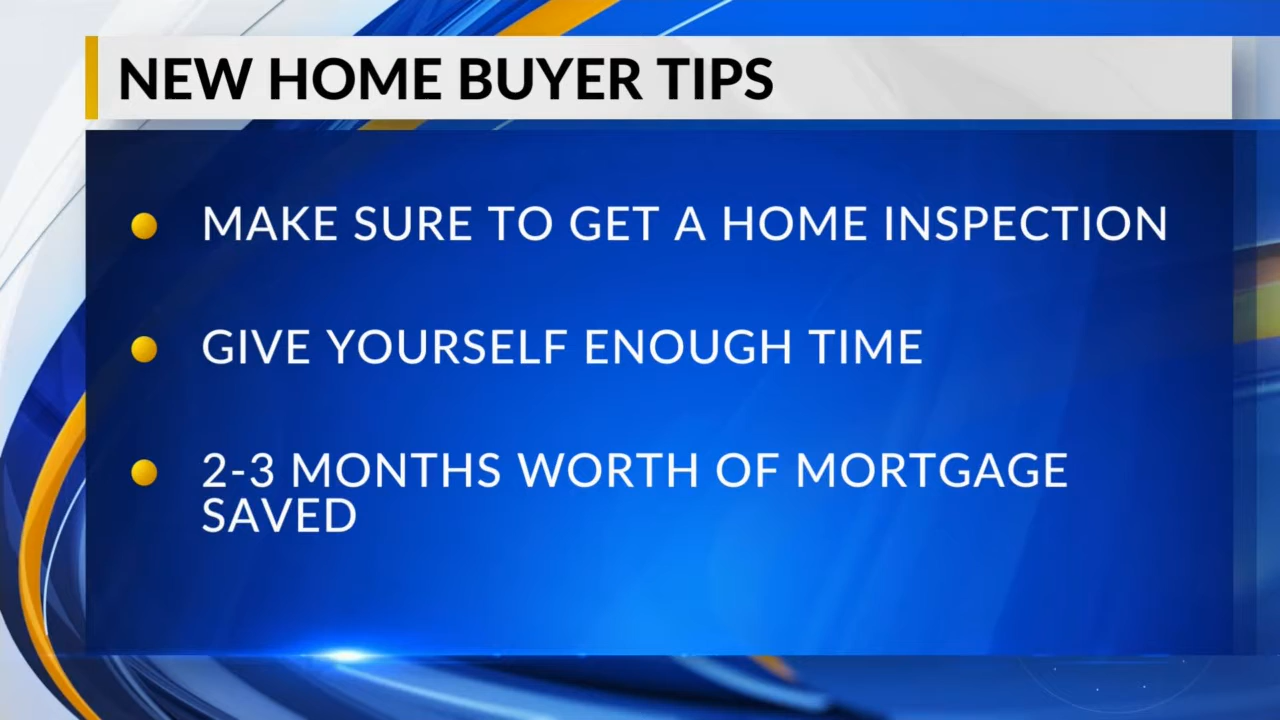 NEW HOME BUYER TIPS
MAKE SURE TO GET A HOME INSPECTION
GIVE YOURSELF ENOUGH TIME
2-3 MONTHS WORTH OF MORTGAGE
SAVED